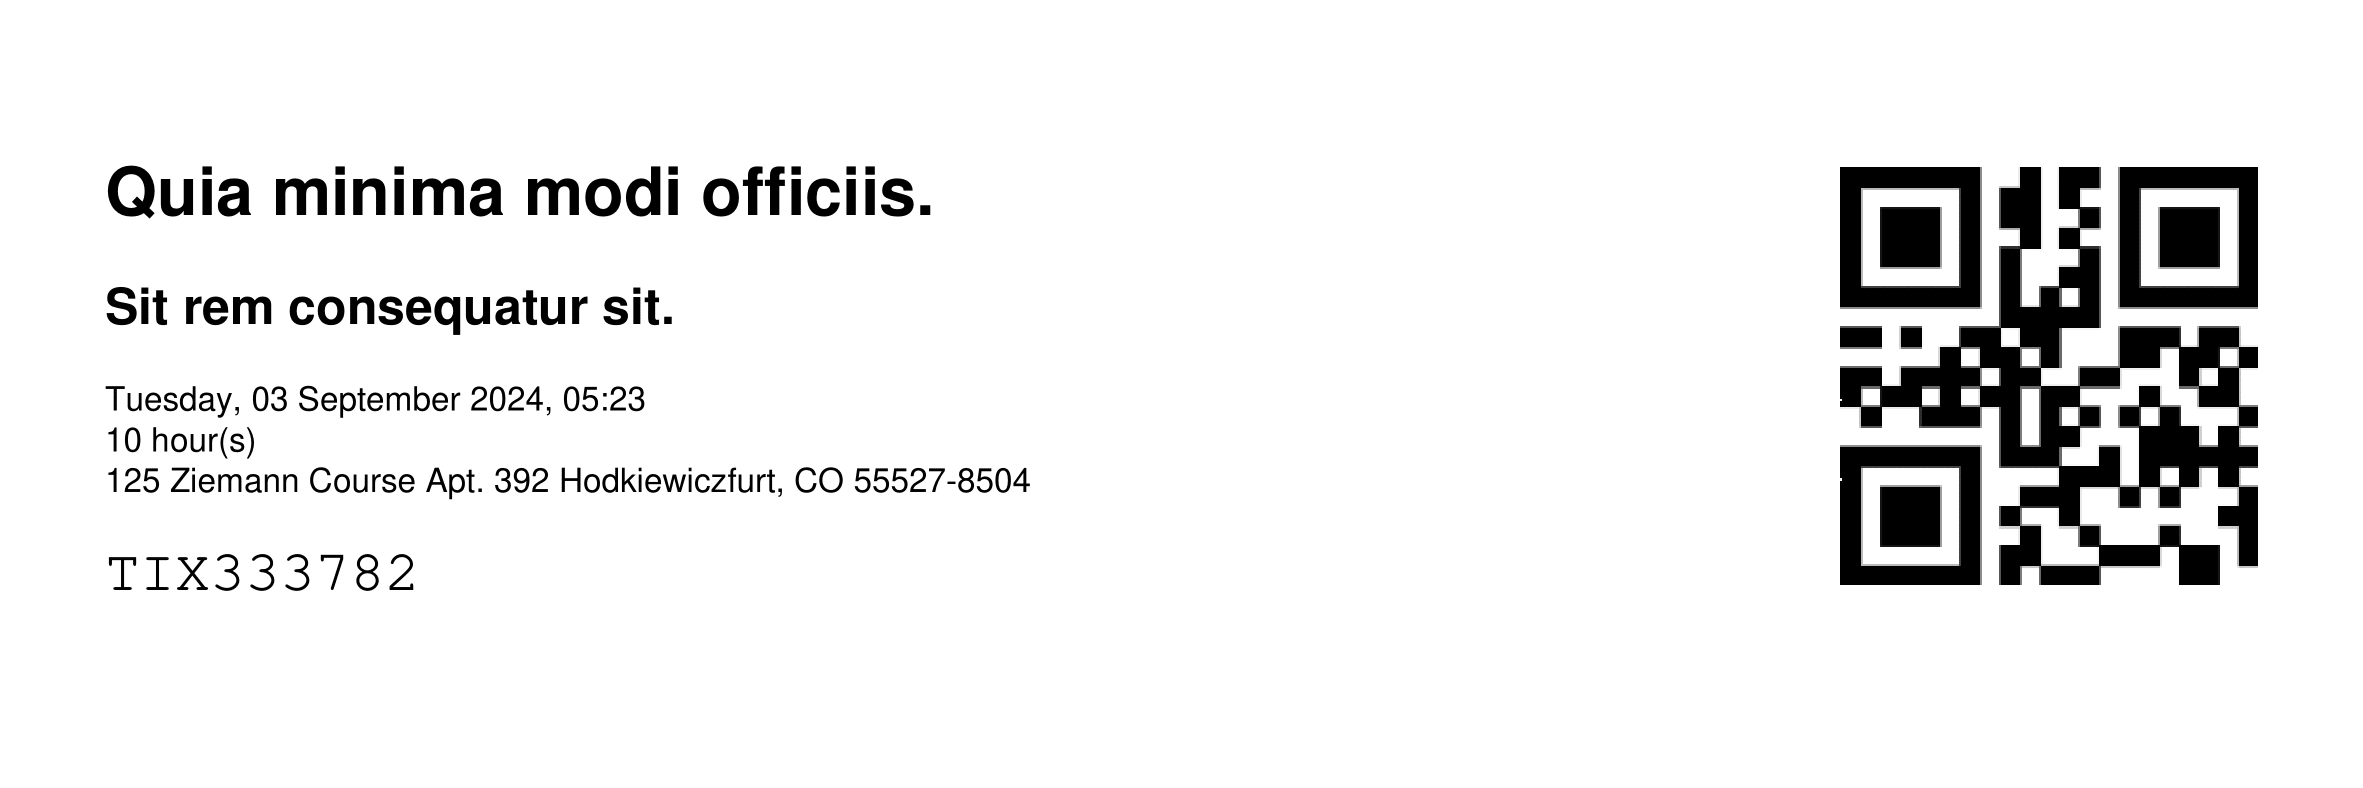 Quia minima modi officiis.
Sit rem consequatur sit.
Tuesday, 03 September 2024, 05:23
10 hour(s)
125 Ziemann Course Apt. 392 Hodkiewiczfurt, CO 55527-8504
TIX333782